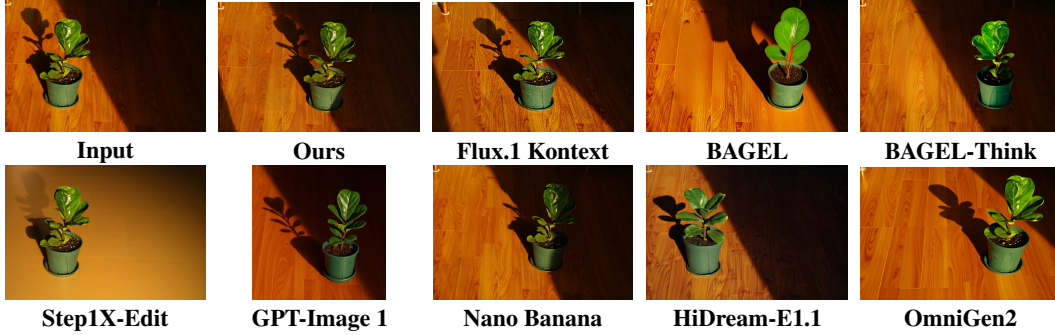 Input
Ours
Flux.1 Kontext
BAGEL
BAGEL-Think
Step1X-Edit
GPT-Image 1
Nano Banana
HiDream-E1.1
OmniGen2